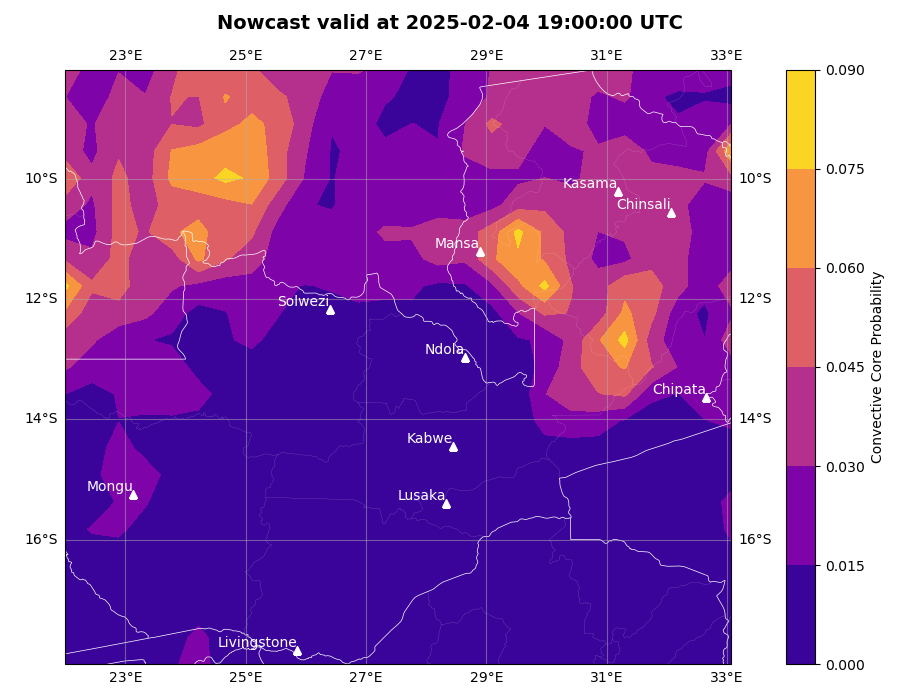 Nowcast valid at 2025-02-04 19:00:00 UTC
23°E 25°E 27°E 29°E 31°E 33°E
0.090
0.075
10°S Kasama 10°S
Chinsali
Mansa
0.060
12°S Solwezi 12°S
Ndola
0.045
Chipata
14°S 14°S
Kabwe
0.030
Mongu
Lusaka
16°S 16°S
0.015
Livingstone
0.000
23°E 25°E 27°E 29°E 31°E 33°E
Convective Core Probability